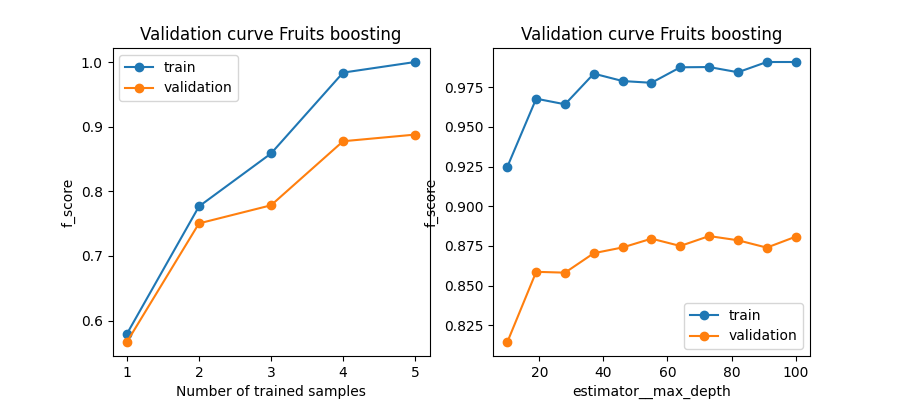 Validation curve Fruits boosting
train
validation
f_score
1.0
0.9
0.8
0.7
0.6
1 2 3 4 5
Number of trained samples
Validation curve Fruits boosting
f_score
0.975
0.950
0.925
0.900
0.875
0.850
0.825
train
validation
20 40 60 80 100
estimator__max_depth